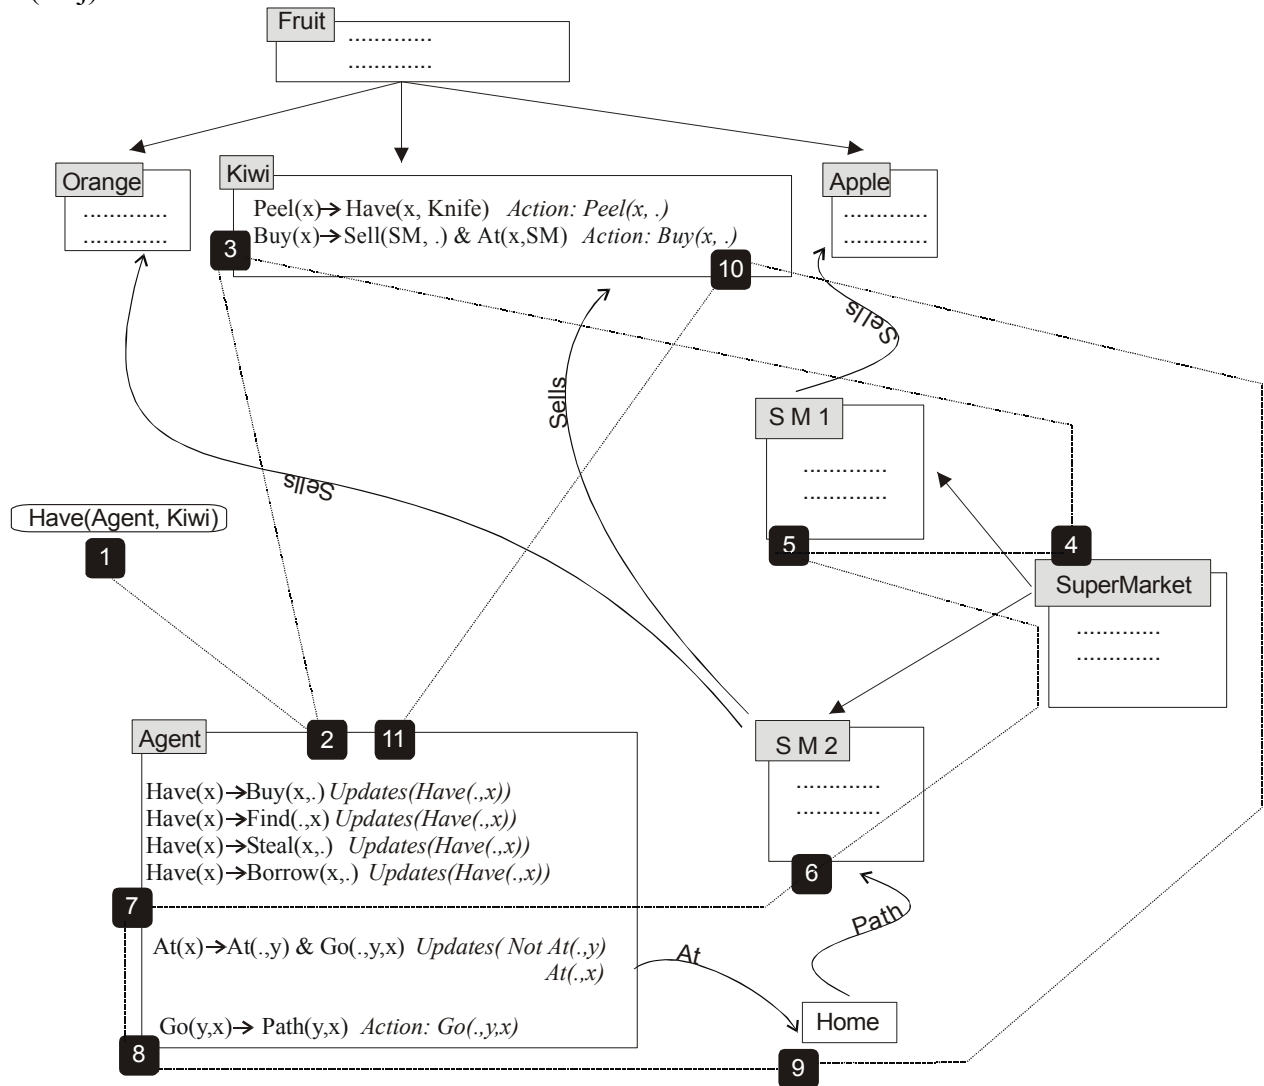 Fruit
.............
.............
Orange
.............
.............
Kiwi
Peel(x)→ Have(x, Knife) Action: Peel(x, .)
Buy(x)→ Sell(SM, .) & At(x,SM) Action: Buy(x, .)
Apple
.............
.............
3
10
Sells
Sells
Sells
S M 1
.............
.............
Have(Agent, Kiwi)
1
5
4
SuperMarket
.............
.............
Agent
2
11
S M 2
.............
.............
Have(x)→Buy(x,.) Updates(Have(.,x))
Have(x)→Find(.,x) Updates(Have(.,x))
Have(x)→Steal(x,.) Updates(Have(.,x))
Have(x)→Borrow(x,.) Updates(Have(.,x))
6
7
Path
At(x)→At(.,y) & Go(.,y,x) Updates( Not At(.,y)
At(.,x)
At
Home
Go(y,x)→ Path(y,x) Action: Go(.,y,x)
8
9